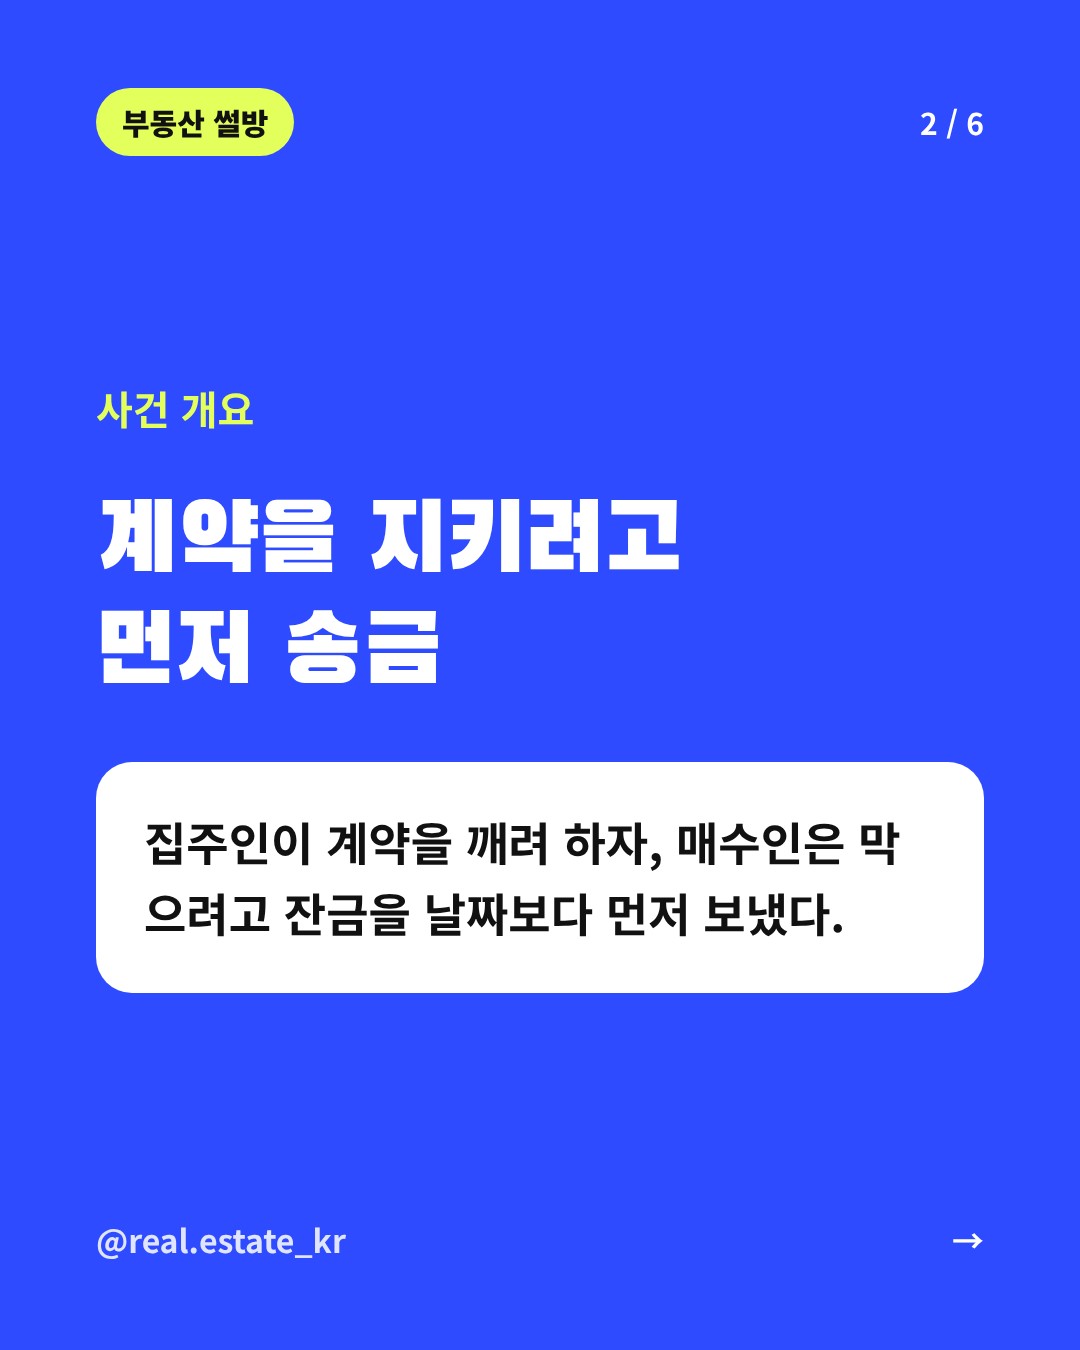 부동산 썰방
2 / 6
사건 개요
계약을 지키려고
먼저 송금
집주인이 계약을 깨려 하자, 매수인은 막
으려고 잔금을 날짜보다 먼저 보냈다.
@real.estate_kr
→